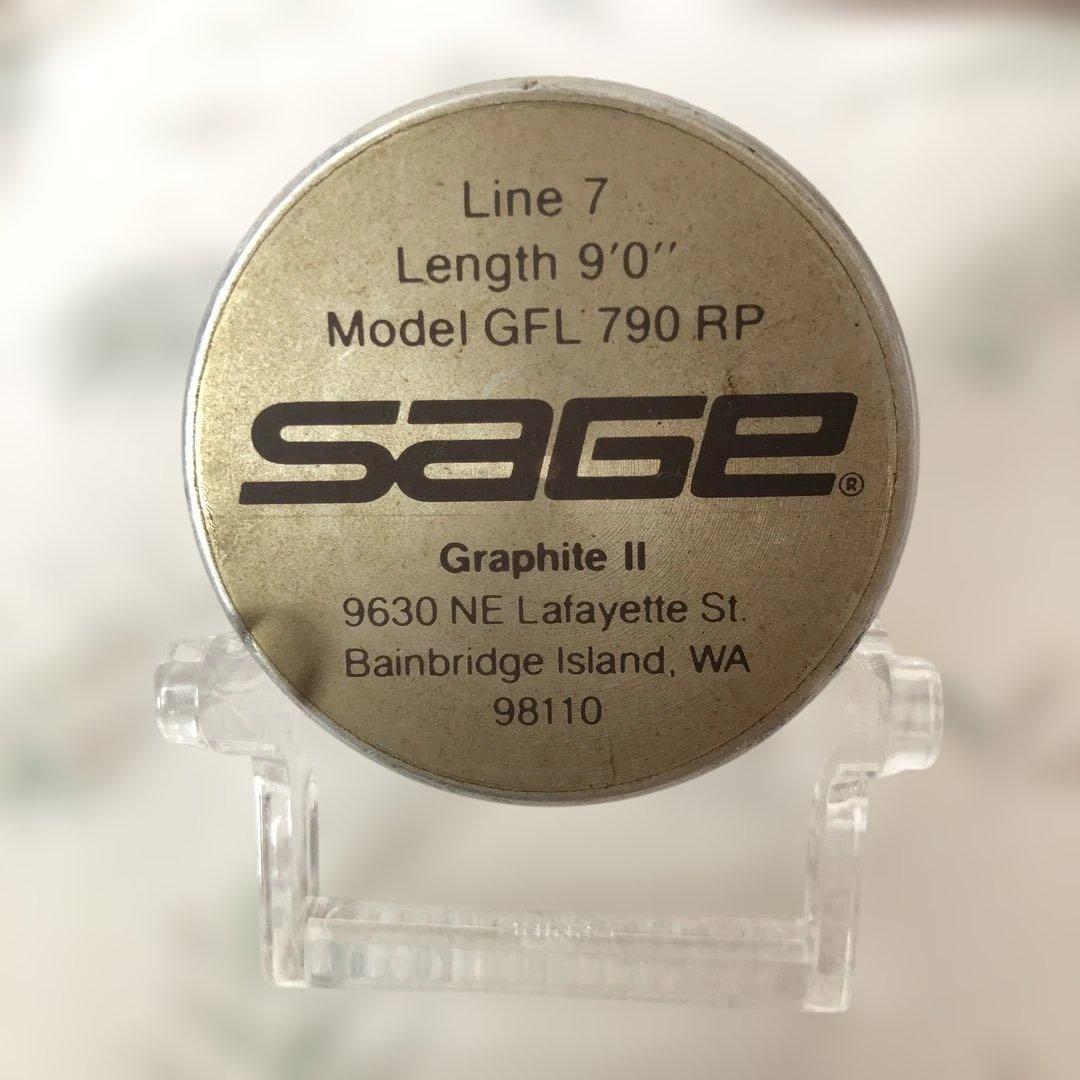 Line 7
Length 9'0''
Model GFL 790 RP
SAGE®
Graphite II
9630 NE Lafayette St.
Bainbridge Island, WA
98110